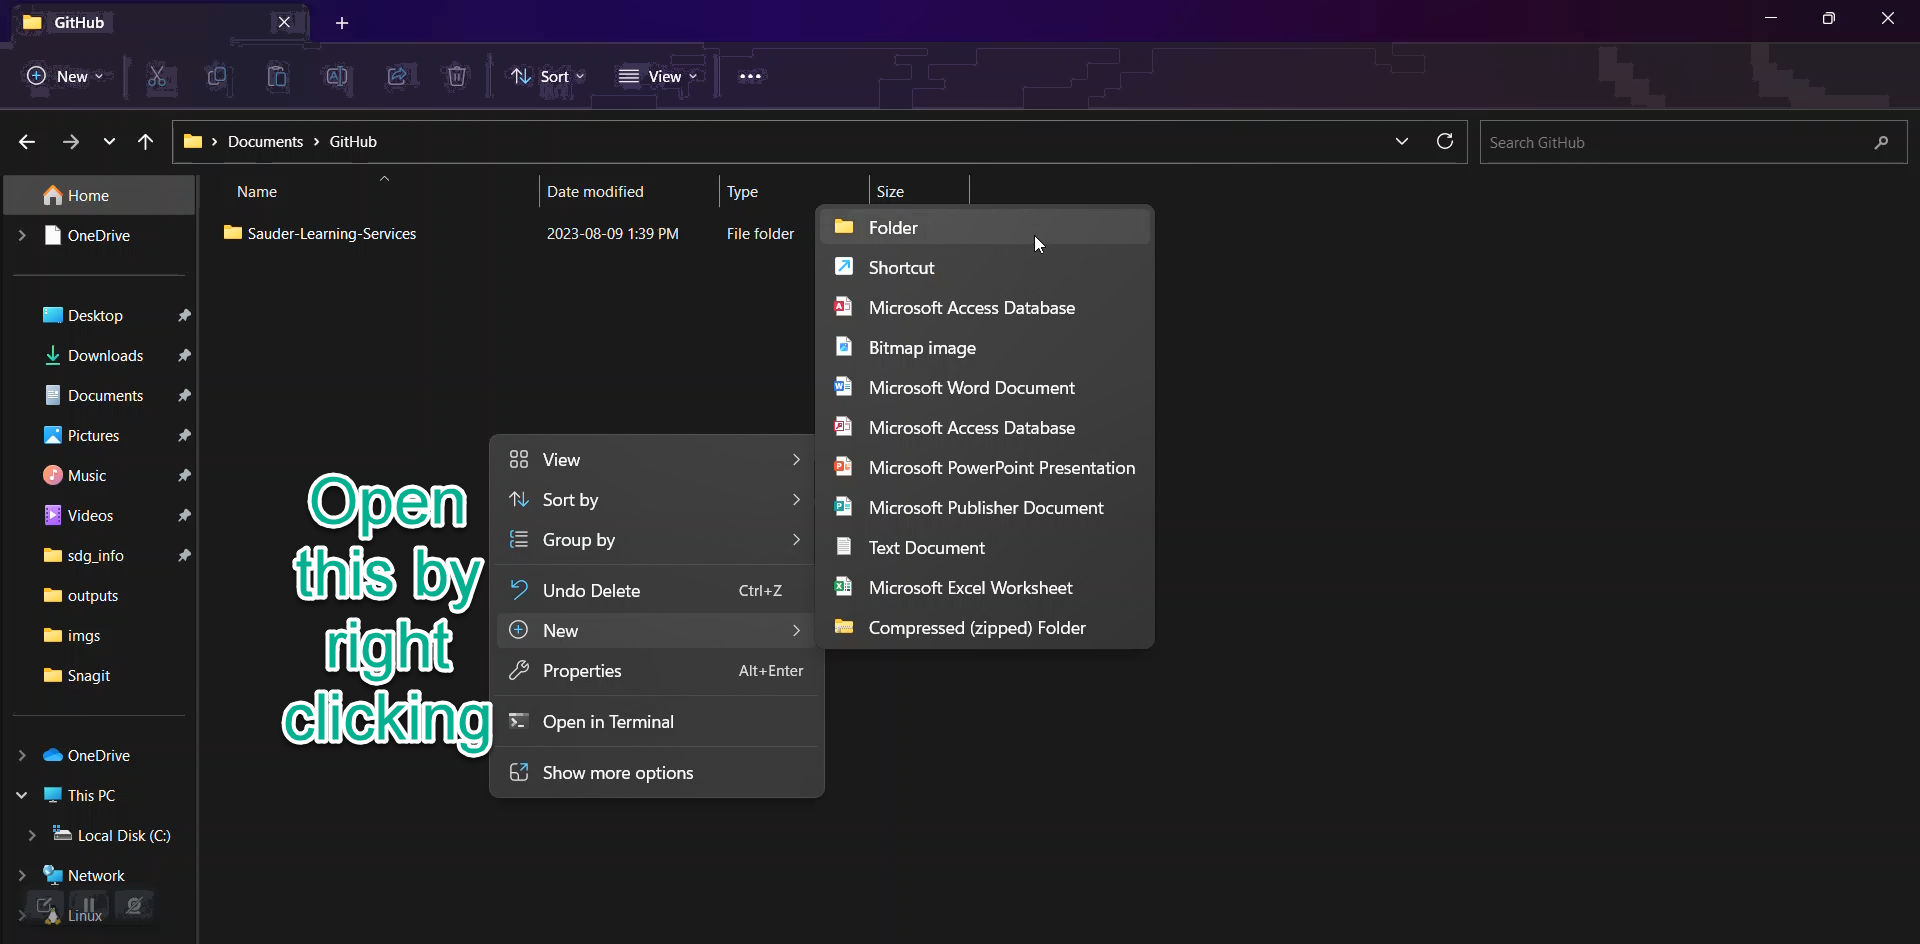 GitHub
New
Sort
View
Documents
GitHub
Search GitHub
Home
OneDrive
Desktop
Downloads
Documents
Pictures
Music
Videos
sdg_info
outputs
imgs
Snagit
OneDrive
This PC
Local Disk (C:)
Network
Linux
Name Date modified Type Size
Sauder-Learning-Services 2023-08-09 1:39 PM File folder
Open
this by
right
clicking
View
Sort by
Group by
Undo Delete Ctrl+Z
New
Properties Alt+Enter
Open in Terminal
Show more options
Folder
Shortcut
Microsoft Access Database
Bitmap image
Microsoft Word Document
Microsoft Access Database
Microsoft PowerPoint Presentation
Microsoft Publisher Document
Text Document
Microsoft Excel Worksheet
Compressed (zipped) Folder